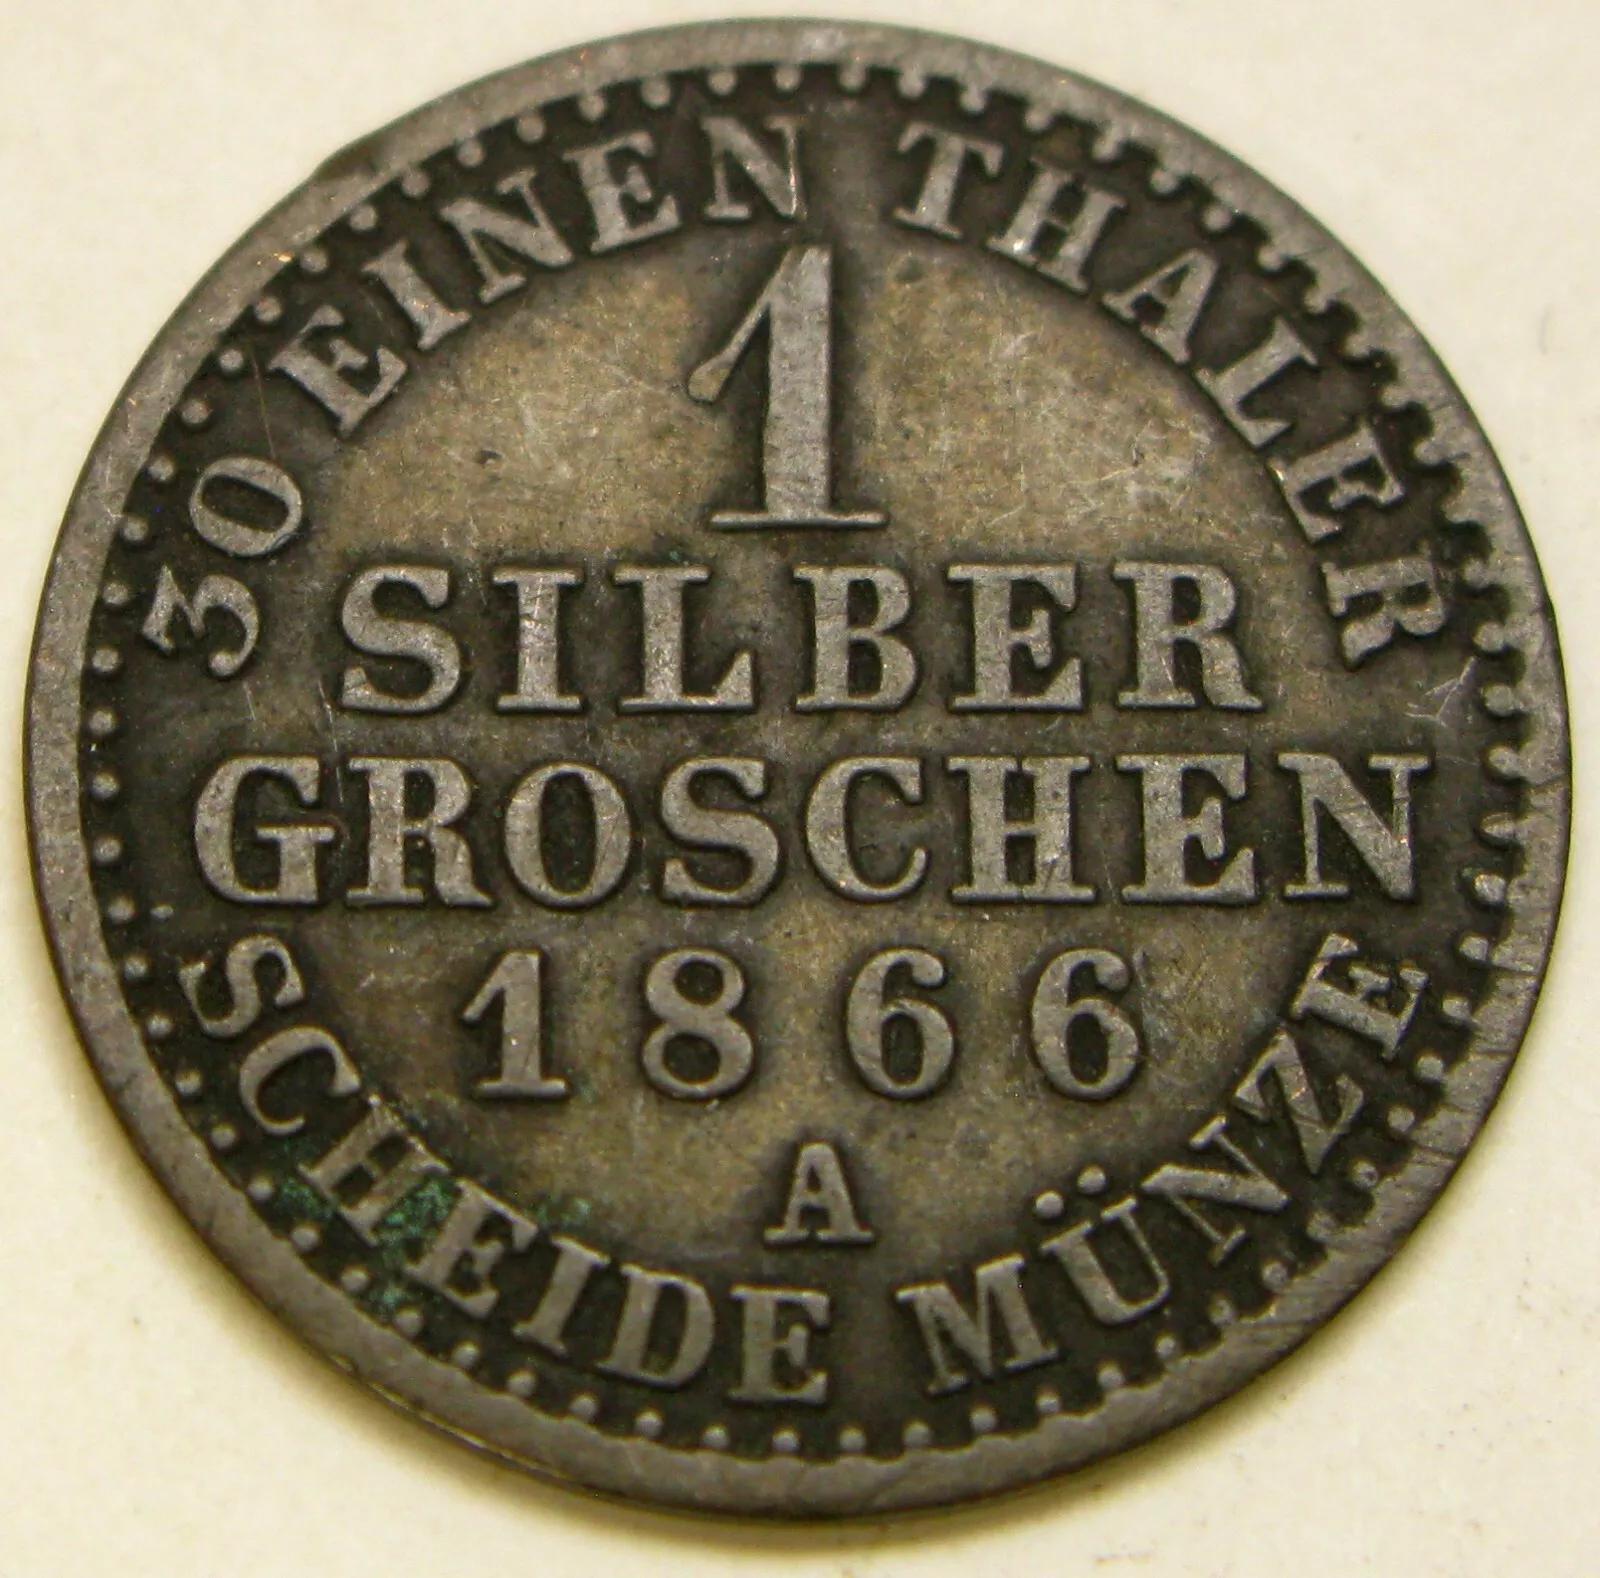 30 EINEN THALER
1
SILBER
GROSCHEN
1866
A
SCHEIDE MÜNZE